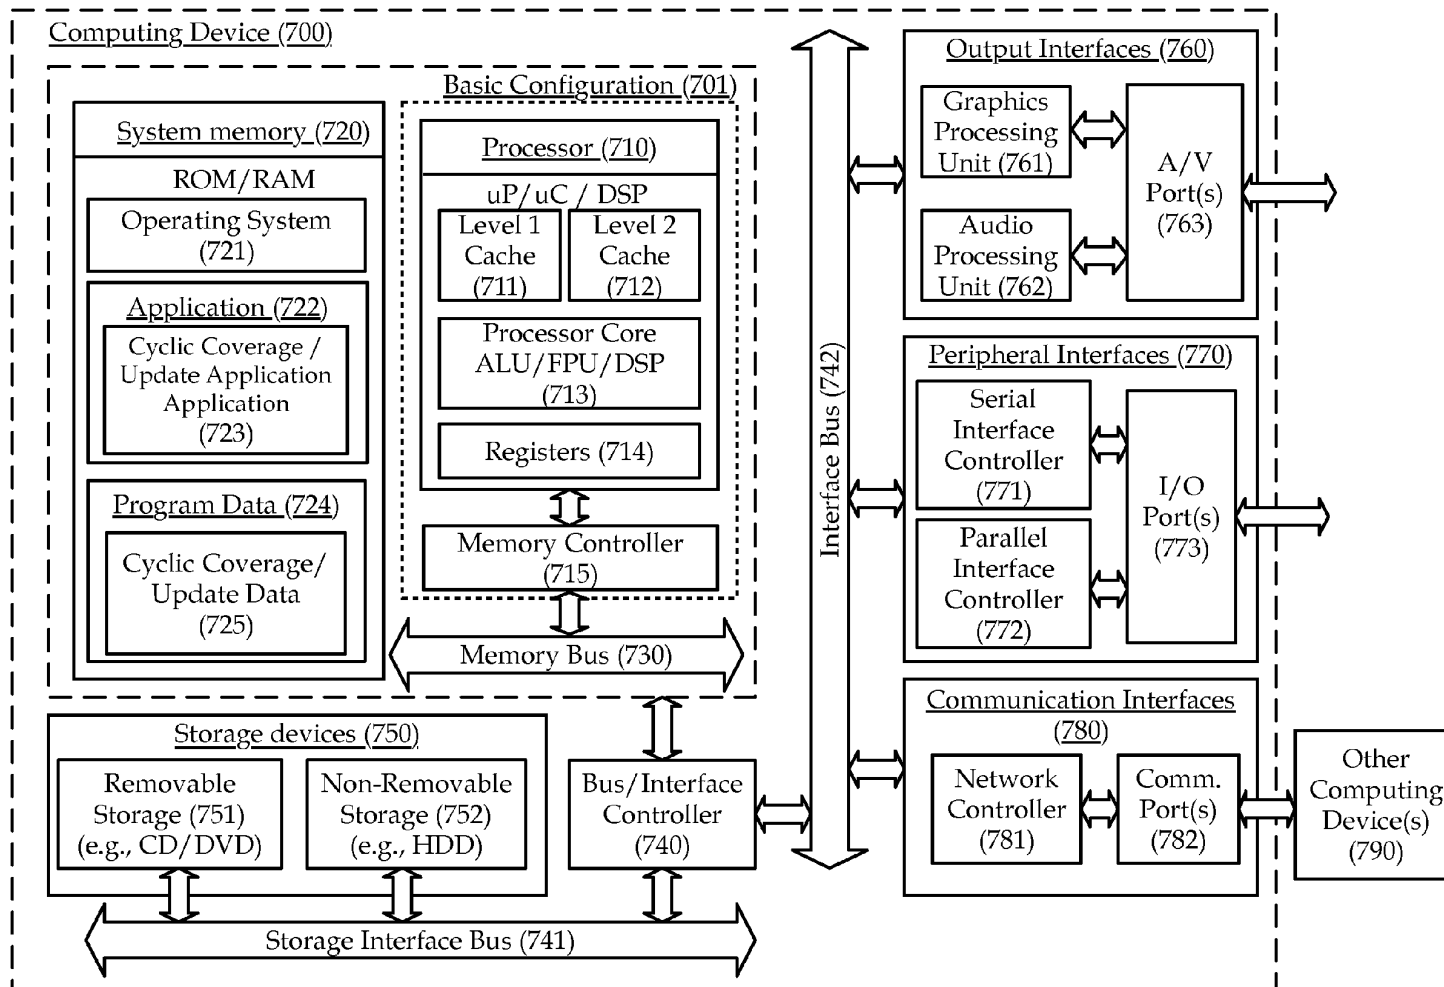 Computing Device (700)
Basic Configuration (701)
System memory (720)
ROM/RAM
Operating System
(721)
Application (722)
Cyclic Coverage /
Update Application
Application
(723)
Program Data (724)
Cyclic Coverage/
Update Data
(725)
Processor (710)
uP/uC / DSP
Level 1
Cache
(711)
Level 2
Cache
(712)
Processor Core
ALU/FPU/DSP
(713)
Registers (714)
Memory Controller
(715)
Memory Bus (730)
Storage devices (750)
Removable
Storage (751)
(e.g., CD/DVD)
Non-Removable
Storage (752)
(e.g., HDD)
Bus/Interface
Controller
(740)
Storage Interface Bus (741)
Interface Bus (742)
Output Interfaces (760)
Graphics
Processing
Unit (761)
Audio
Processing
Unit (762)
A/V
Port(s)
(763)
Peripheral Interfaces (770)
Serial
Interface
Controller
(771)
Parallel
Interface
Controller
(772)
I/O
Port(s)
(773)
Communication Interfaces
(780)
Network
Controller
(781)
Comm.
Port(s)
(782)
Other
Computing
Device(s)
(790)